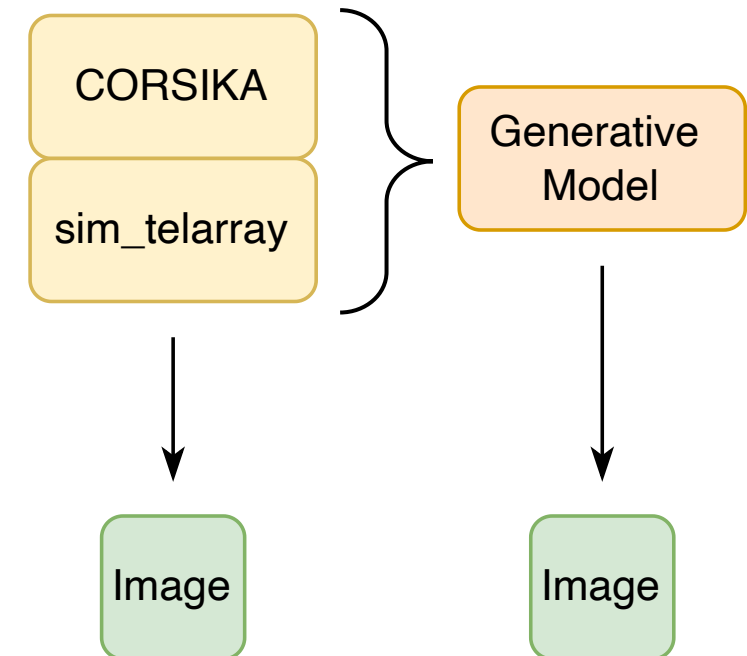 CORSIKA
sim_telarray
Generative
Model
Image
Image